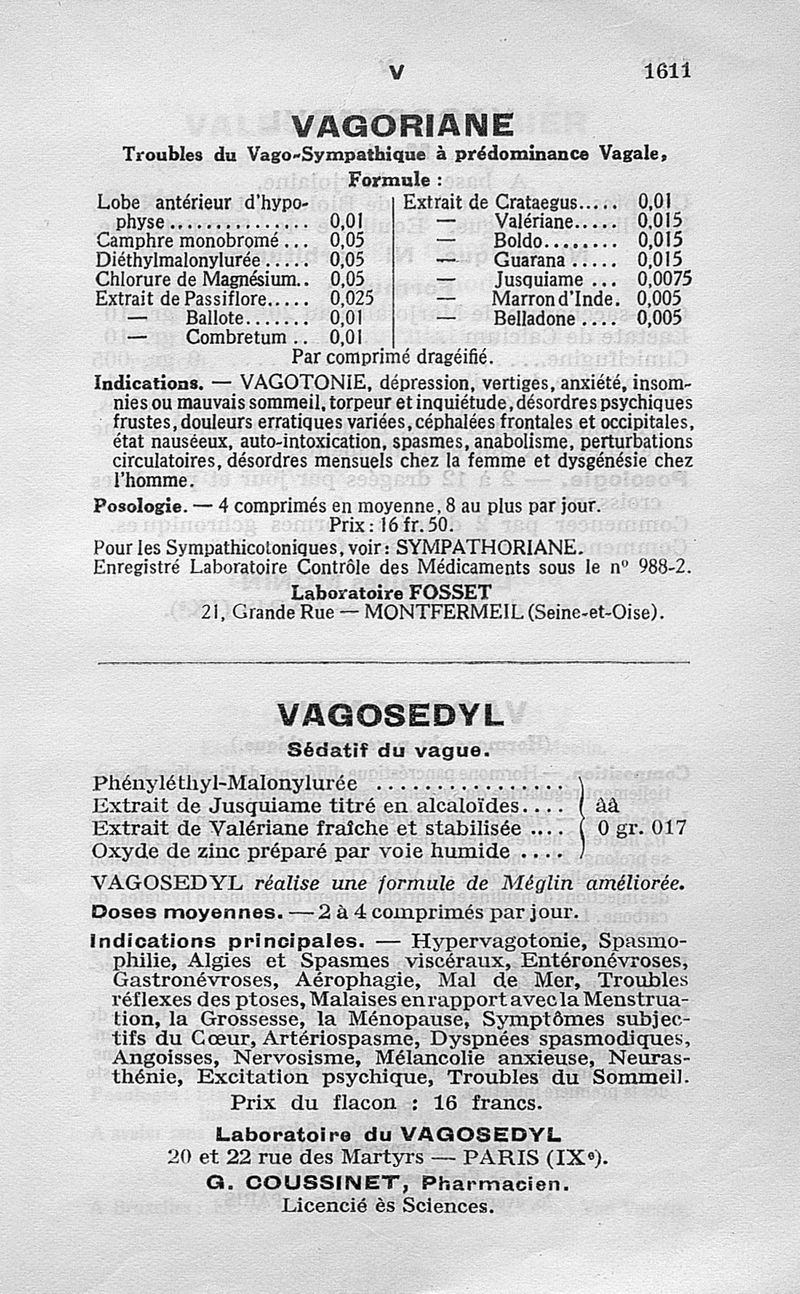 V 1611
VAGORIANE
Troubles du Vago-Sympathique à prédominance Vagale,
Formule :
Lobe antérieur d'hypo-
physe ............... 0,01
Camphre monobromé ... 0,05
Diéthylmalonylurée ..... 0,05
Chlorure de Magnésium.. 0,05
Extrait de Passiflore..... 0,025
— Ballote....... 0,01
— Combretum .. 0,01
Extrait de Crataegus..... 0,01
— Valériane..... 0,015
— Boldo........ 0,015
— Guarana ..... 0,015
— Jusquiame ... 0,0075
— Marron d'Inde. 0,005
— Belladone .... 0,005
Par comprimé dragéifié.
Indications. — VAGOTONIE, dépression, vertiges, anxiété, insom-
nies ou mauvais sommeil, torpeur et inquiétude, désordres psychiques
frustes, douleurs erratiques variées, céphalées frontales et occipitales,
état nauséeux, auto-intoxication, spasmes, anabolisme, perturbations
circulatoires, désordres mensuels chez la femme et dysgénésie chez
l'homme.
Posologie. — 4 comprimés en moyenne, 8 au plus par jour.
Prix : 16 fr. 50.
Pour les Sympathicotoniques, voir : SYMPATHORIANE.
Enregistré Laboratoire Contrôle des Médicaments sous le n° 988-2.
Laboratoire FOSSET
21, Grande Rue — MONTFERMEIL (Seine-et-Oise).
VAGOSEDYL
Sédatif du vague.
Phényléthyl-Malonylurée ................
Extrait de Jusquiame titré en alcaloïdes.... àà
Extrait de Valériane fraîche et stabilisée .... 0 gr. 017
Oxyde de zinc préparé par voie humide ....
VAGOSEDYL réalise une formule de Méglin améliorée.
Doses moyennes. — 2 à 4 comprimés par jour.
Indications principales. — Hypervagotonie, Spasmo-
philie, Algies et Spasmes viscéraux, Entéronévroses,
Gastronévroses, Aérophagie, Mal de Mer, Troubles
réflexes des ptoses, Malaises en rapport avec la Menstrua-
tion, la Grossesse, la Ménopause, Symptômes subjec-
tifs du Cœur, Artériospasme, Dyspnées spasmodiques,
Angoisses, Nervosisme, Mélancolie anxieuse, Neuras-
thénie, Excitation psychique, Troubles du Sommeil.
Prix du flacon : 16 francs.
Laboratoire du VAGOSEDYL
20 et 22 rue des Martyrs — PARIS (IXe).
G. COUSSINET, Pharmacien.
Licencié ès Sciences.